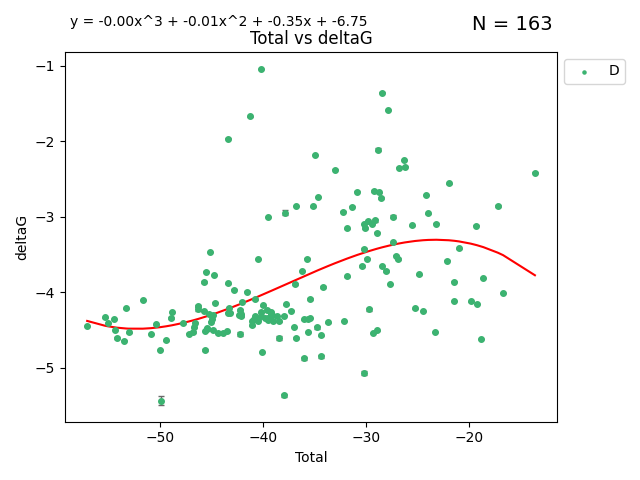 y = -0.00x^3 + -0.01x^2 + -0.35x + -6.75
N = 163
Total vs deltaG
D
−1
−2
−3
−4
−5
deltaG
−50 −40 −30 −20
Total